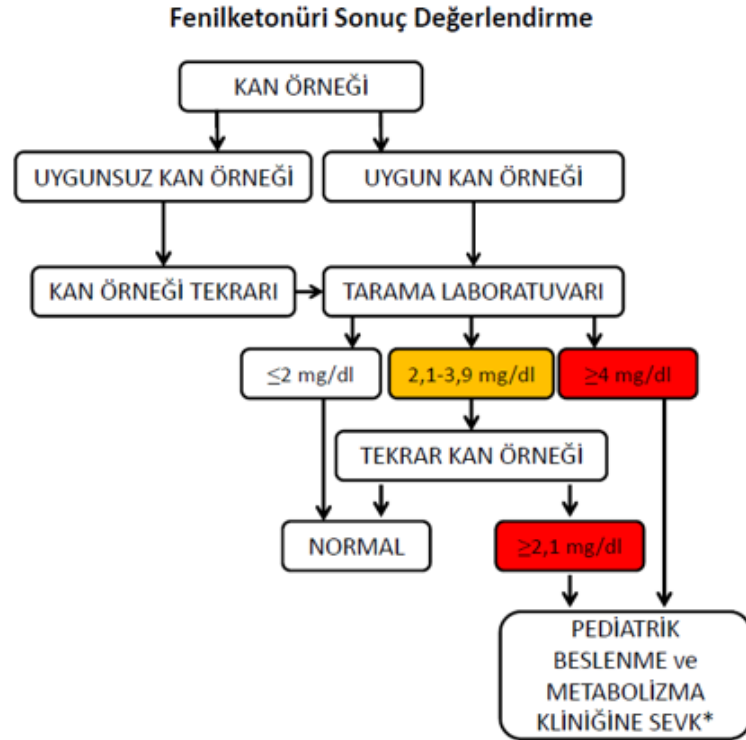 Fenilketonüri Sonuç Değerlendirme
KAN ÖRNEĞİ
UYGUNSUZ KAN ÖRNEĞİ
UYGUN KAN ÖRNEĞİ
KAN ÖRNEĞİ TEKRARI
TARAMA LABORATUVARI
≤2 mg/dl
2,1-3,9 mg/dl
≥4 mg/dl
TEKRAR KAN ÖRNEĞİ
NORMAL
≥2,1 mg/dl
PEDİATRİK
BESLENME ve
METABOLİZMA
KLİNİĞİNE SEVK*